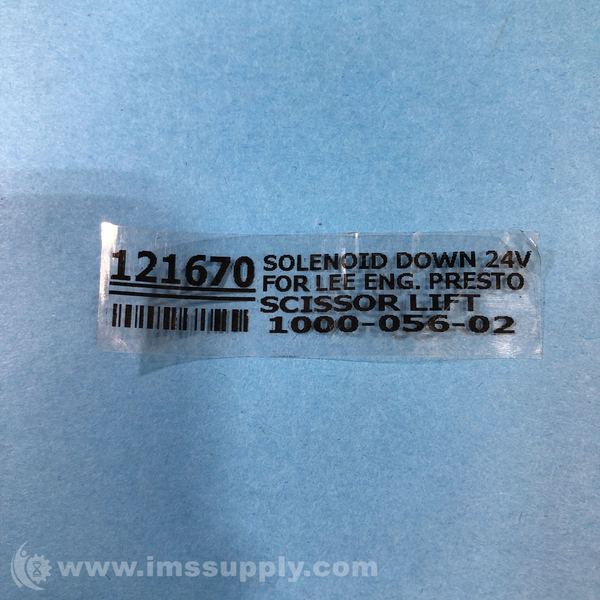 121670
SOLENOID DOWN 24V
FOR LEE ENG. PRESTO
SCISSOR LIFT
1000-056-02
www.imssupply.com